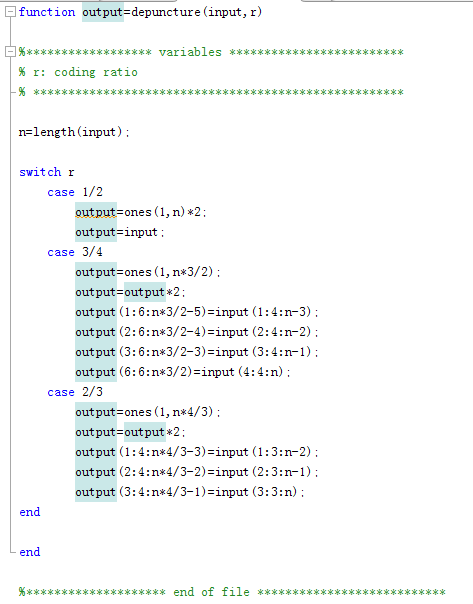 function output=depuncture(input,r)
%****************** variables *************************
% r: coding ratio
% *****************************************************
n=length(input);
switch r
case 1/2
output=ones(1,n)*2;
output=input;
case 3/4
output=ones(1,n*3/2);
output=output*2;
output(1:6:n*3/2-5)=input(1:4:n-3);
output(2:6:n*3/2-4)=input(2:4:n-2);
output(3:6:n*3/2-3)=input(3:4:n-1);
output(6:6:n*3/2)=input(4:4:n);
case 2/3
output=ones(1,n*4/3);
output=output*2;
output(1:4:n*4/3-3)=input(1:3:n-2);
output(2:4:n*4/3-2)=input(2:3:n-1);
output(3:4:n*4/3-1)=input(3:3:n);
end
end
%******************** end of file ***************************